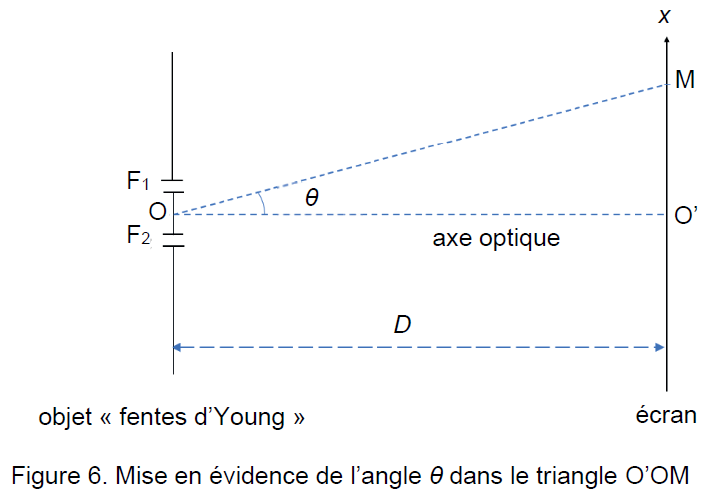 x
M
F1
θ
O
O'
F2
axe optique
D
objet « fentes d'Young »
écran
Figure 6. Mise en évidence de l'angle θ dans le triangle O'OM